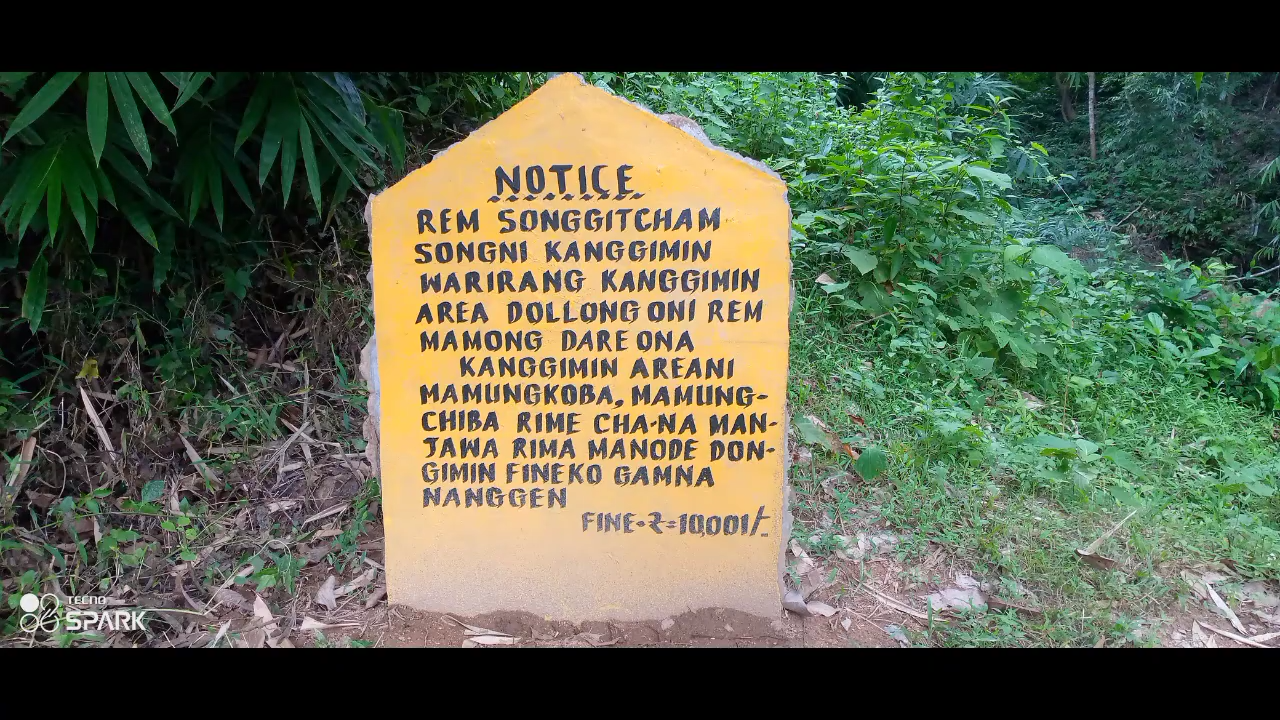 NOTICE
REM SONGGITCHAM
SONGNI KANGGIMIN
WARIRANG KANGGIMIN
AREA DOLLONG ONI REM
MAMONG DARE ONA
KANGGIMIN AREANI
MAMUNGKOBA, MAMUNG-
CHIBA RIME CHA·NA MAN-
JAWA RIMA MANODE DON-
GIMIN FINEKO GAMNA
NANGGEN
FINE·₹=10,001/-
TECNO
SPARK